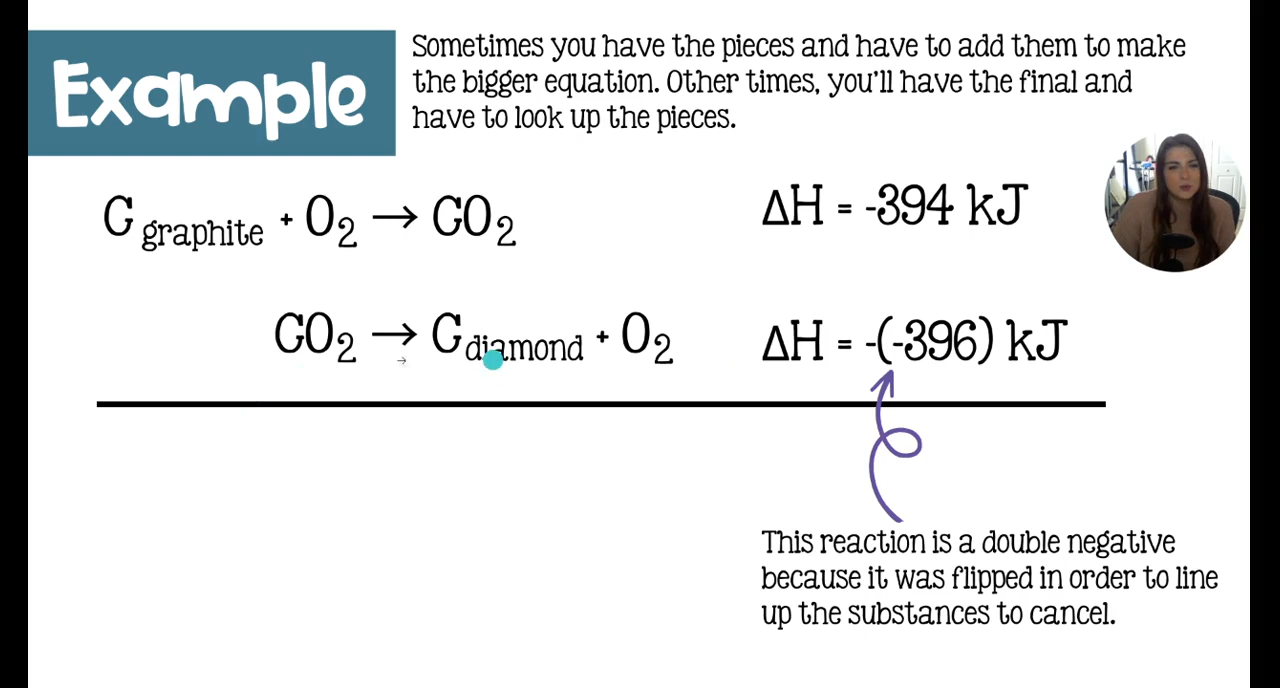 Example
Sometimes you have the pieces and have to add them to make
the bigger equation. Other times, you'll have the final and
have to look up the pieces.
C graphite + O₂ → CO₂ ΔH = -394 kJ
CO₂ → C diamond + O₂ ΔH = -(-396) kJ
→
This reaction is a double negative
because it was flipped in order to line
up the substances to cancel.